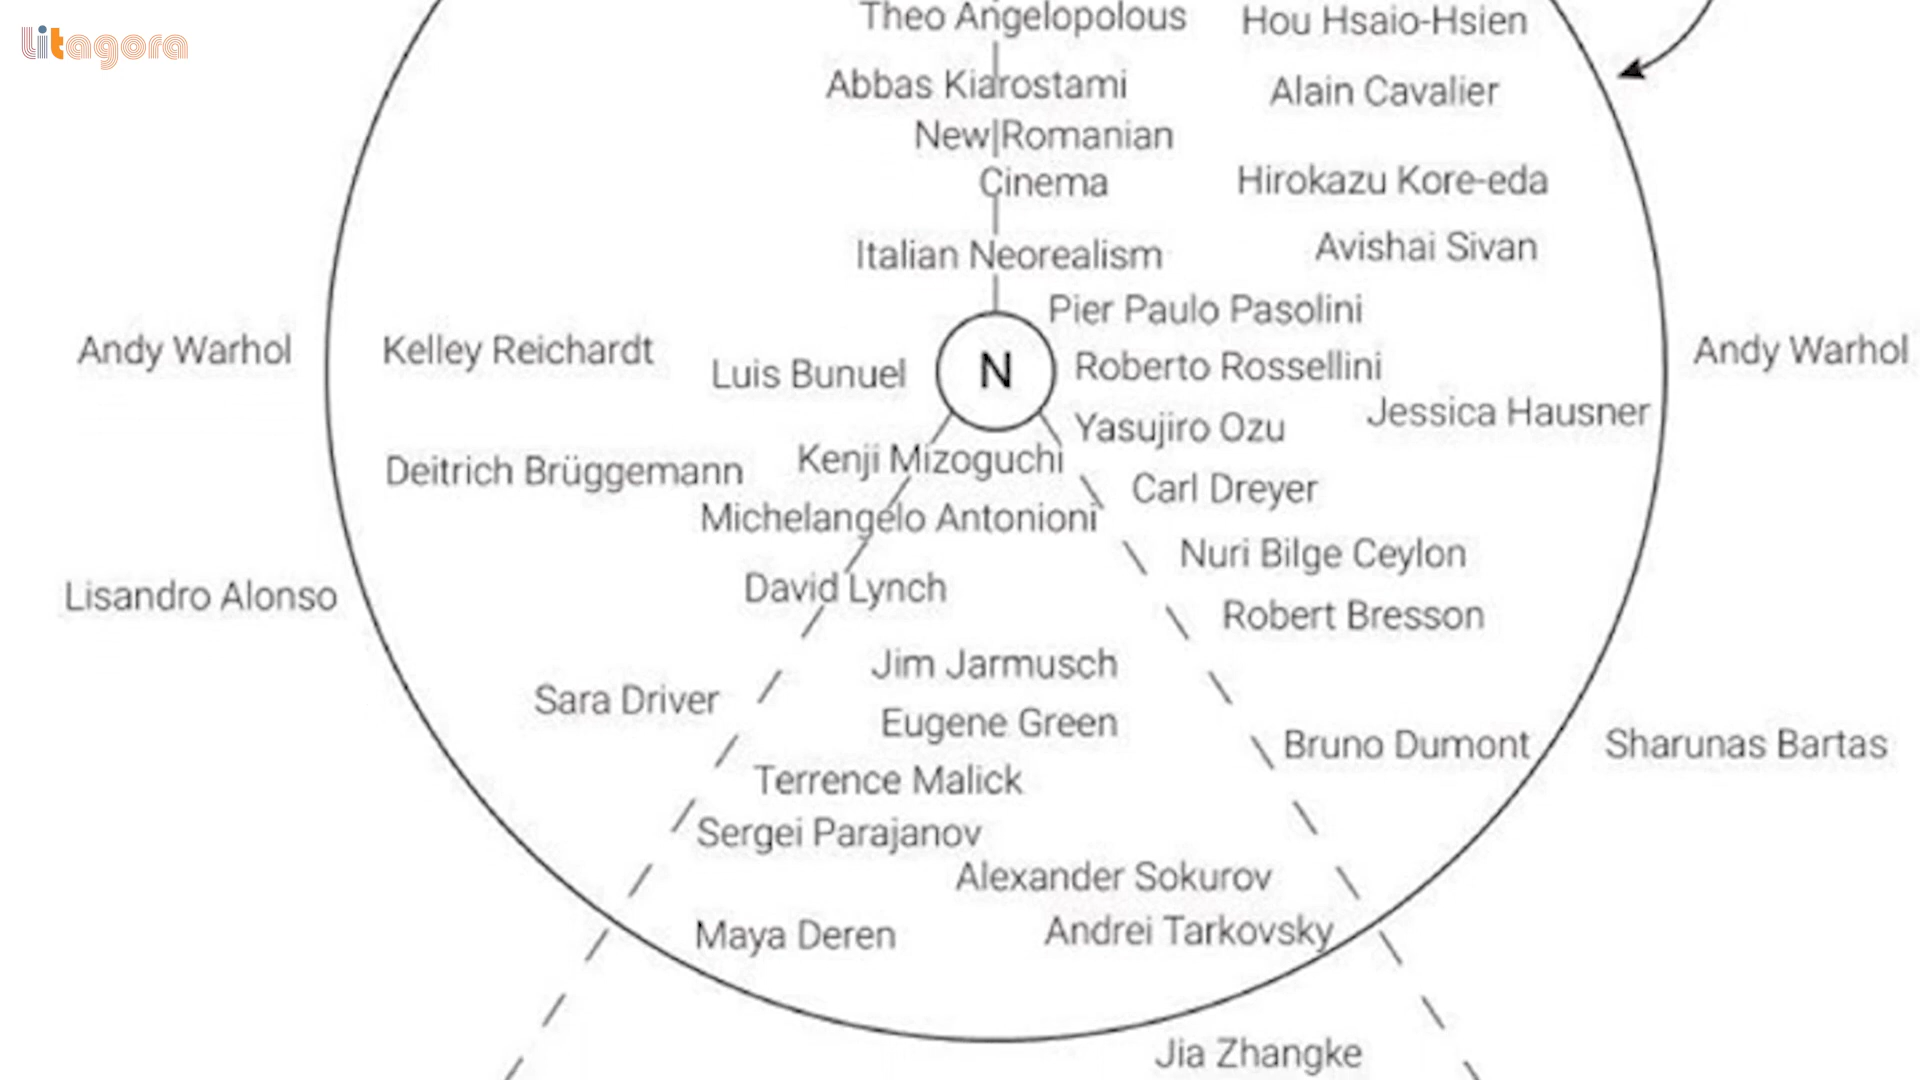 litagora
Theo Angelopolous
Hou Hsaio-Hsien
Abbas Kiarostami
Alain Cavalier
New Romanian
Cinema
Hirokazu Kore-eda
Italian Neorealism
Avishai Sivan
Pier Paulo Pasolini
Andy Warhol
Kelley Reichardt
Luis Bunuel
N
Roberto Rossellini
Andy Warhol
Jessica Hausner
Yasujiro Ozu
Deitrich Brüggemann
Kenji Mizoguchi
Carl Dreyer
Michelangelo Antonioni
Nuri Bilge Ceylon
Lisandro Alonso
David Lynch
Robert Bresson
Jim Jarmusch
Sara Driver
Eugene Green
Bruno Dumont
Sharunas Bartas
Terrence Malick
Sergei Parajanov
Alexander Sokurov
Maya Deren
Andrei Tarkovsky
Jia Zhangke